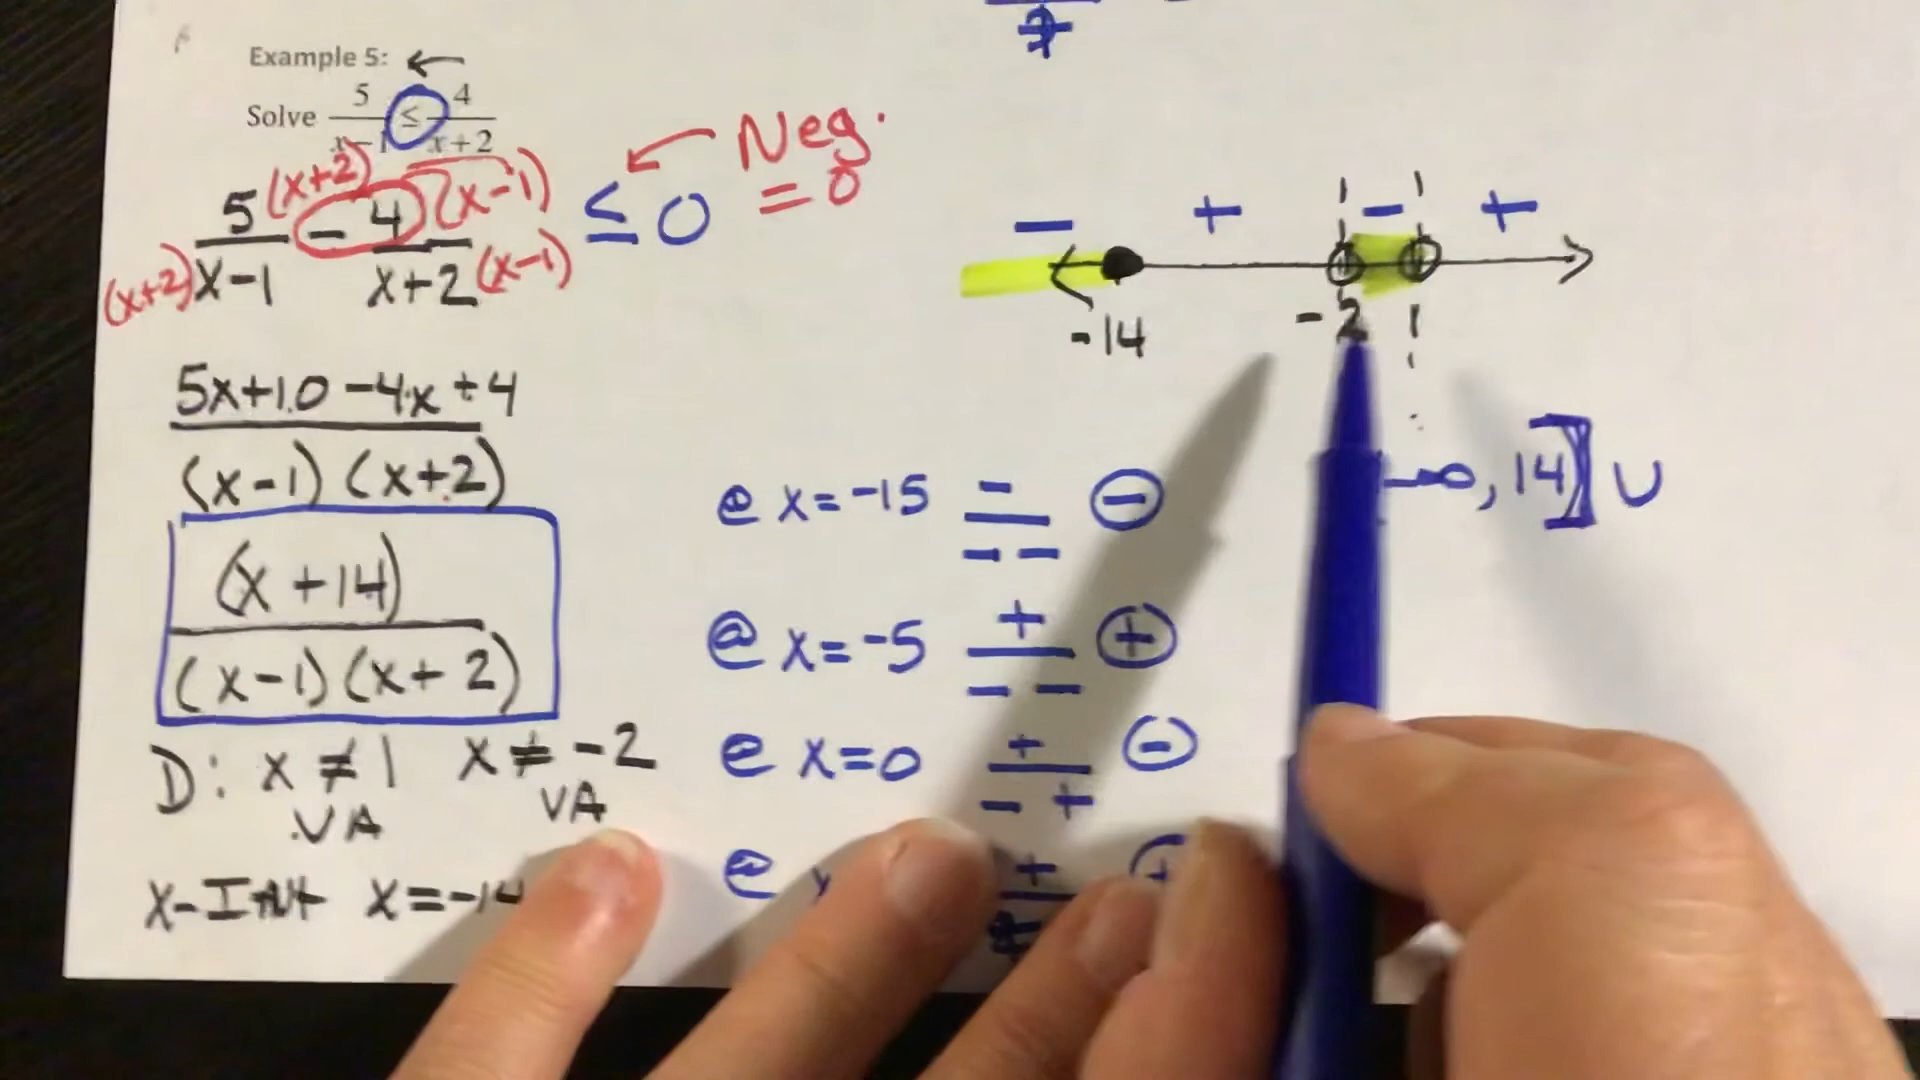 Example 5: ←
Solve 5/(x−1) ≤ 4/(x+2)
Neg.
= 0
5(x+2) − 4(x−1) ≤ 0
(x+2) x−1 x+2 (x−1)
5x+10 −4x+4
(x−1) (x+2)
(x +14)
(x−1) (x+2)
D: x ≠ 1 x ≠ −2
VA VA
x-Int x=−14
− + − +
−14 −2 1
@ x=−15 − ⊖
− −
@ x=−5 + ⊕
− −
@ x=0 + ⊖
− +
@ + ⊕
−∞, 14] ∪